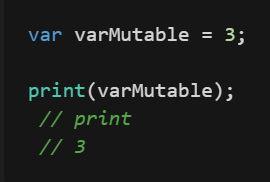 var varMutable = 3;
print(varMutable);
// print
// 3